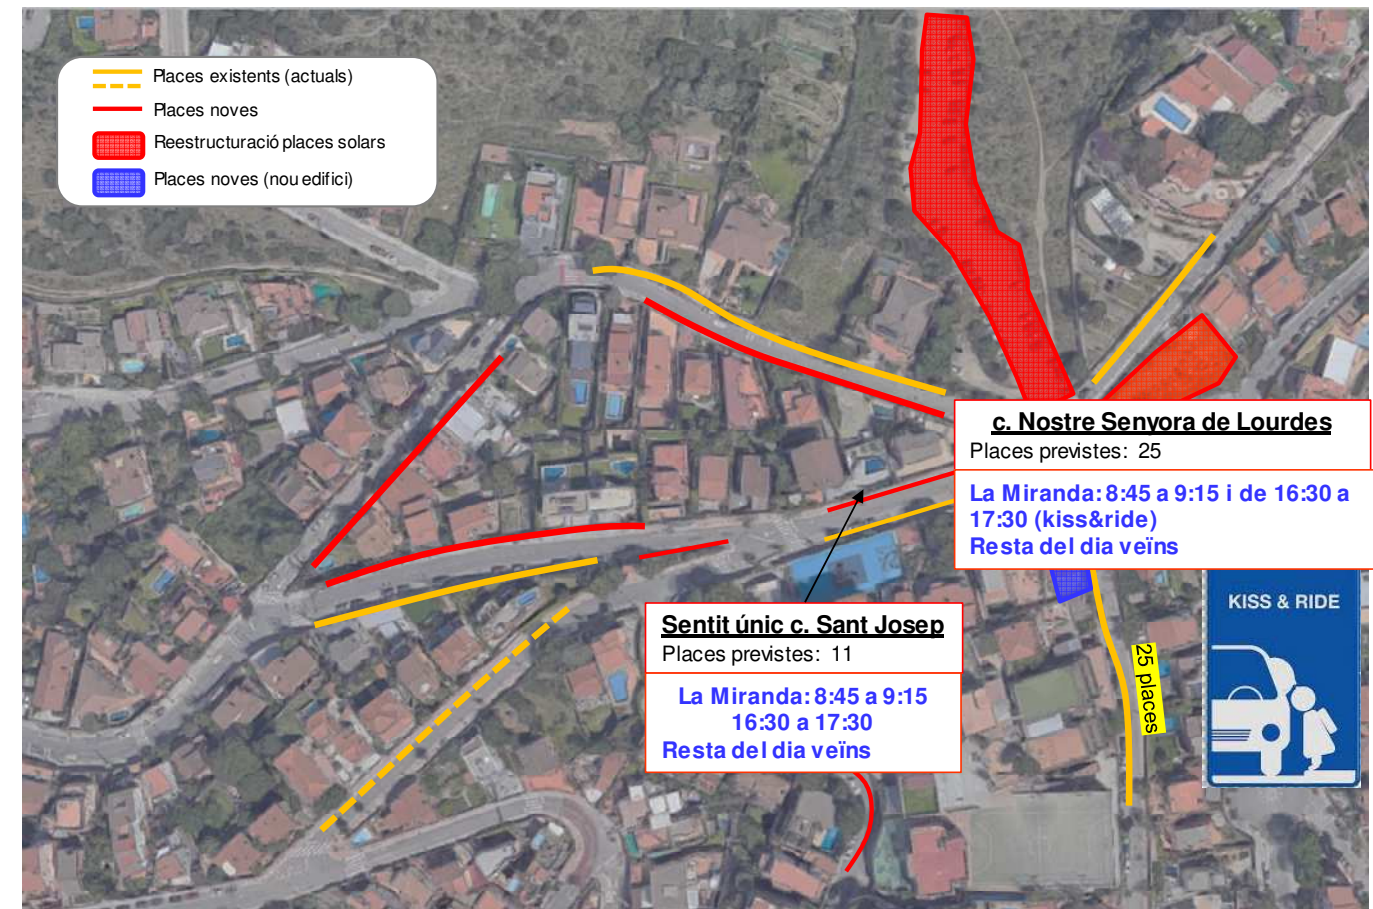 Places existents (actuals)
Places noves
Reestructuració places solars
Places noves (nou edifici)
c. Nostre Senyora de Lourdes
Places previstes: 25
La Miranda: 8:45 a 9:15 i de 16:30 a
17:30 (kiss&ride)
Resta del dia veïns
Sentit únic c. Sant Josep
Places previstes: 11
La Miranda: 8:45 a 9:15
16:30 a 17:30
Resta del dia veïns
25 places
KISS & RIDE